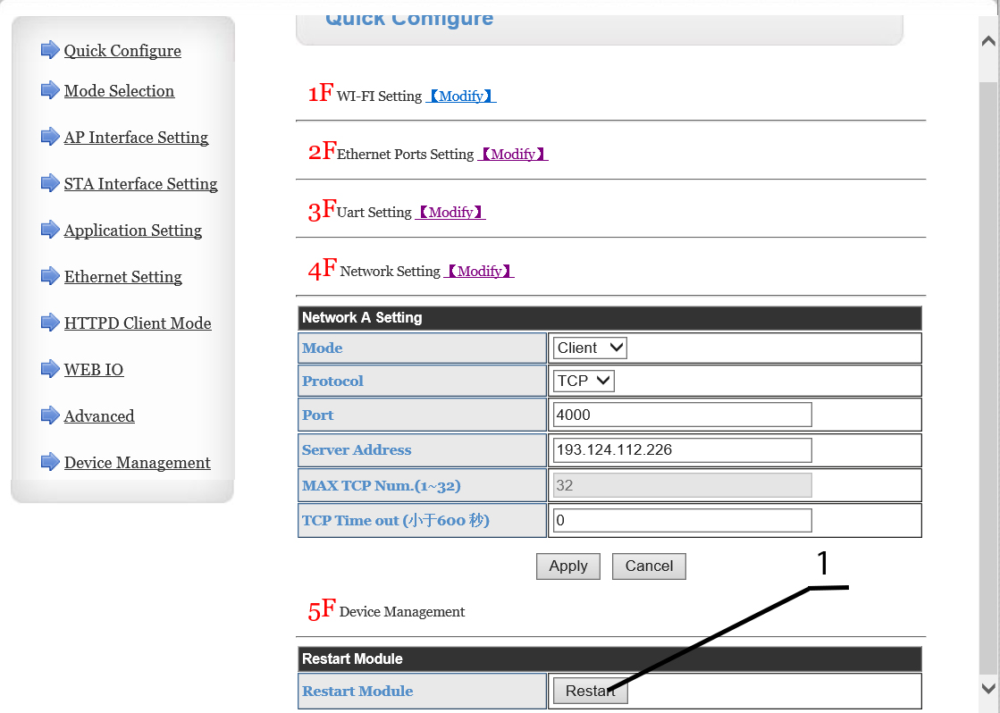 Quick Configure
Mode Selection
AP Interface Setting
STA Interface Setting
Application Setting
Ethernet Setting
HTTPD Client Mode
WEB IO
Advanced
Device Management
Quick Configure
1F WI-FI Setting 【Modify】
2F Ethernet Ports Setting 【Modify】
3F Uart Setting 【Modify】
4F Network Setting 【Modify】
Network A Setting
Mode Client
Protocol TCP
Port 4000
Server Address 193.124.112.226
MAX TCP Num.(1~32) 32
TCP Time out (小于600 秒) 0
Apply Cancel
1
5F Device Management
Restart Module
Restart Module Restart